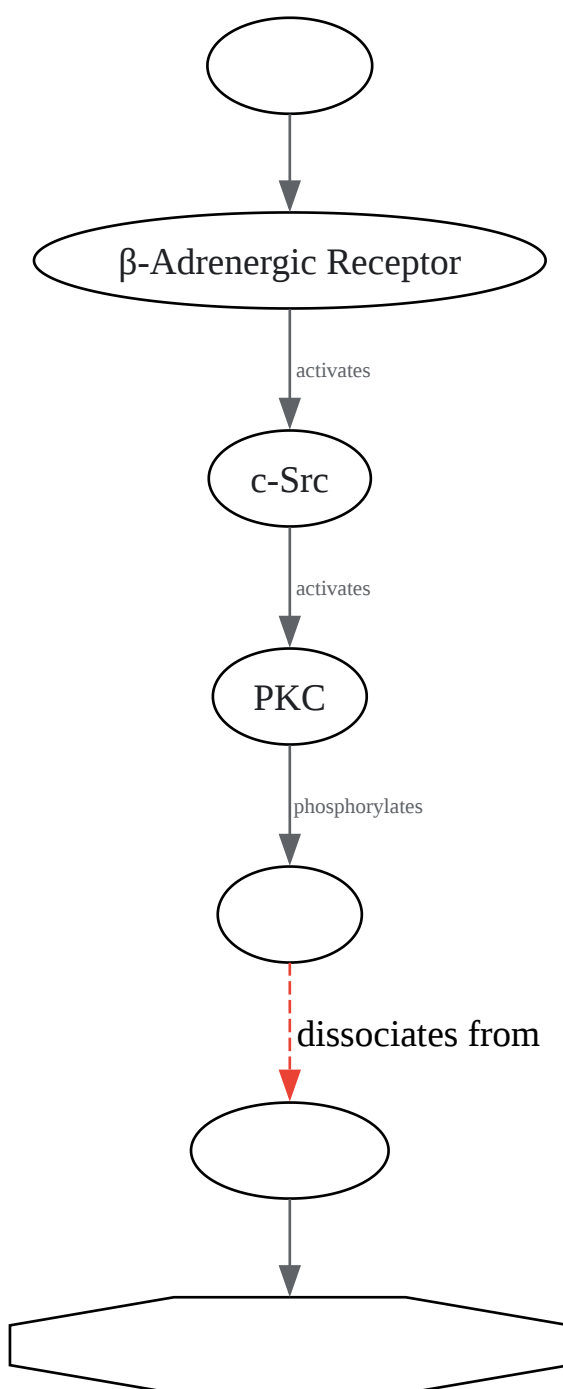 β-Adrenergic Receptor
activates
c-Src
activates
PKC
phosphorylates
dissociates from